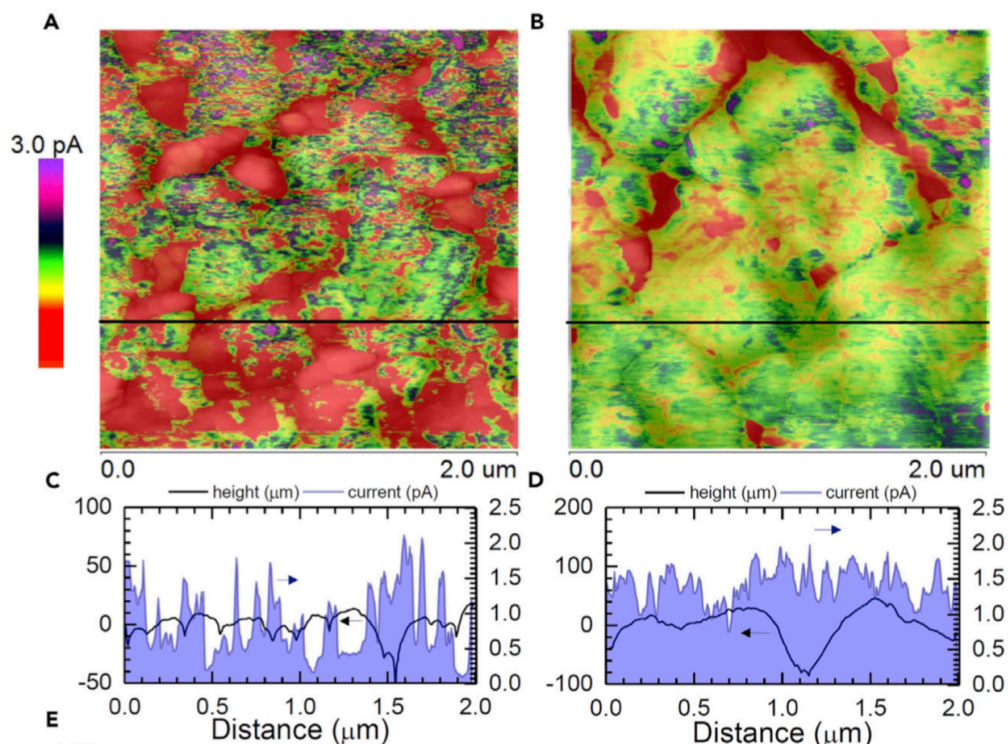 A
B
3.0 pA
0.0 2.0 um
0.0 2.0 um
C
height (μm) current (pA)
100
50
0
-50
2.5
2.0
1.5
1.0
0.5
0.0
0.0 0.5 1.0 1.5 2.0
Distance (μm)
D
height (μm) current (pA)
200
100
0
-100
2.5
2.0
1.5
1.0
0.5
0.0
0.0 0.5 1.0 1.5 2.0
Distance (μm)
E